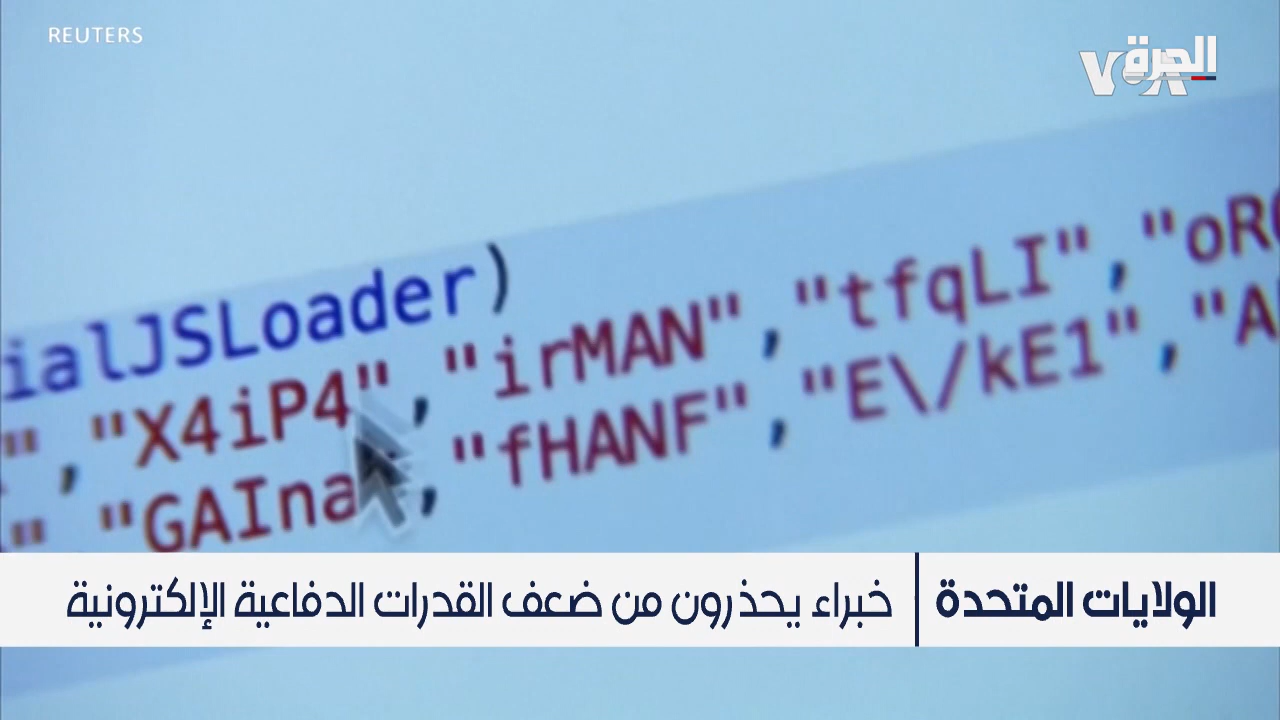 REUTERS
الحرة
VOA
ialJSLoader)
","X4iP4","irMAN","tfqLI","oR
" "GAIna ,"fHANF","E\/kE1","A
الولايات المتحدة
خبراء يحذرون من ضعف القدرات الدفاعية الإلكترونية